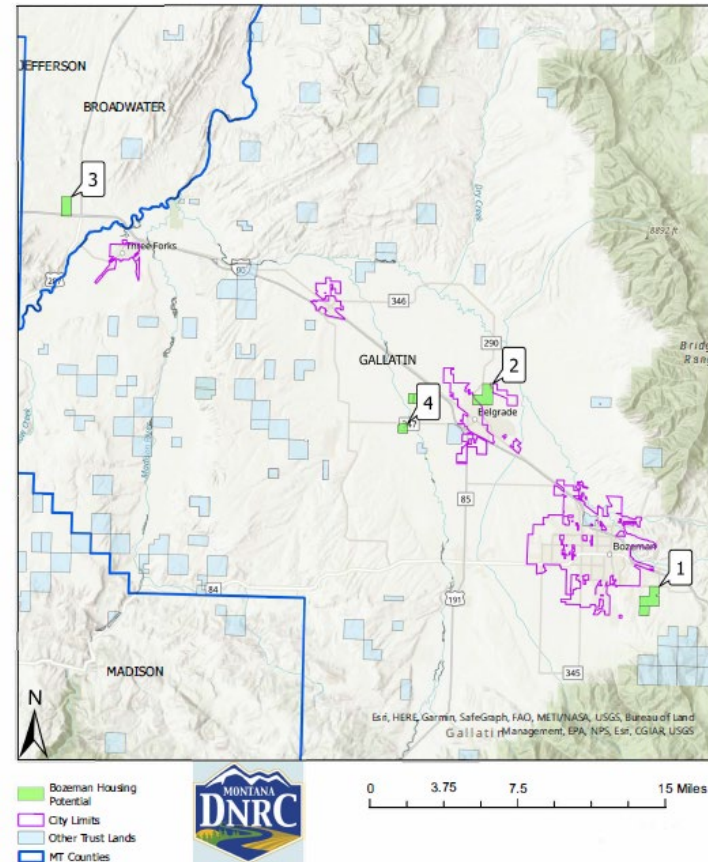 JEFFERSON
BROADWATER
3
Three Forks
90
346
Dry Creek
8892 ft
290
GALLATIN
2
Belgrade
4
Bridger
Range
85
Bozeman
1
84
191
345
MADISON
N
Esri, HERE, Garmin, SafeGraph, FAO, METI/NASA, USGS, Bureau of Land
Gallatin Management, EPA, NPS, Esri, CGIAR, USGS
Bozeman Housing
Potential
City Limits
Other Trust Lands
MT Counties
MONTANA
DNRC
0 3.75 7.5 15 Miles